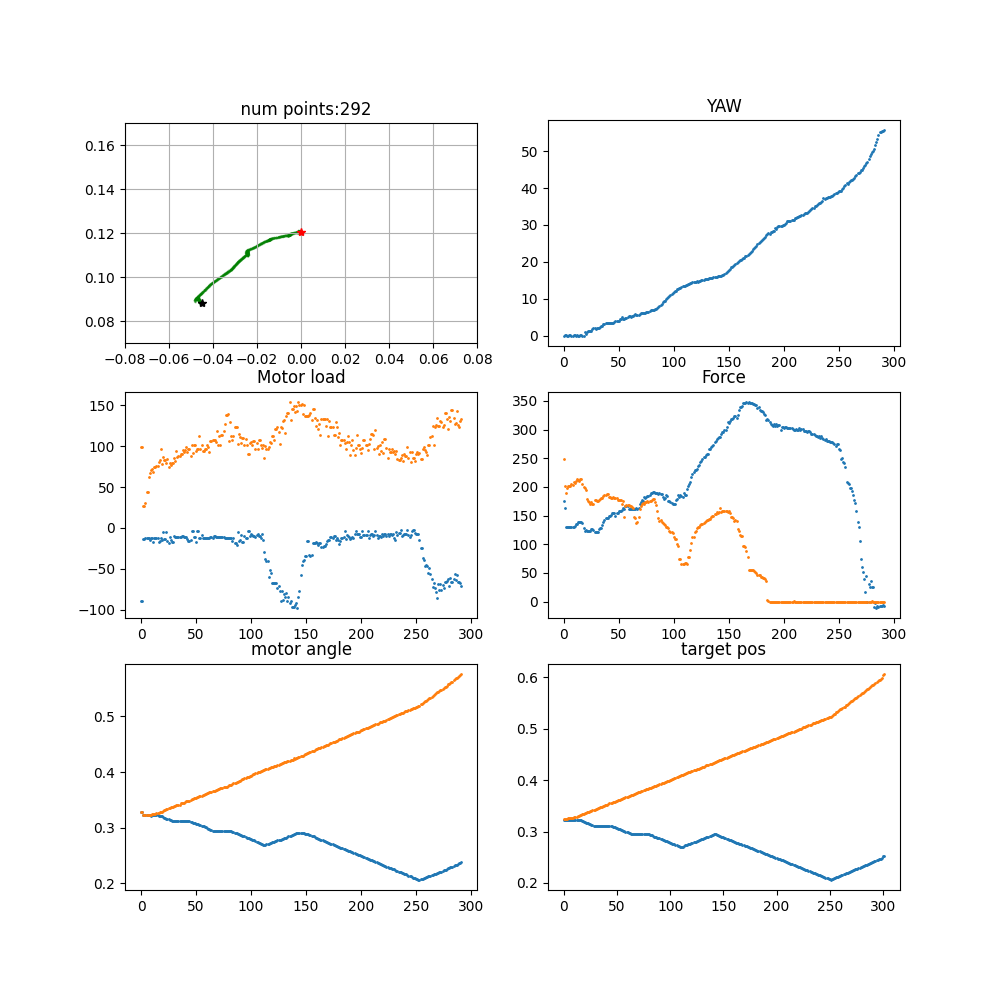 num points:292
0.16
0.14
0.12
0.10
0.08
−0.08 −0.06 −0.04 −0.02 0.00 0.02 0.04 0.06 0.08
YAW
50
40
30
20
10
0
0 50 100 150 200 250 300
Motor load
150
100
50
0
−50
−100
0 50 100 150 200 250 300
Force
350
300
250
200
150
100
50
0
0 50 100 150 200 250 300
motor angle
0.5
0.4
0.3
0.2
0 50 100 150 200 250 300
target pos
0.6
0.5
0.4
0.3
0.2
0 50 100 150 200 250 300